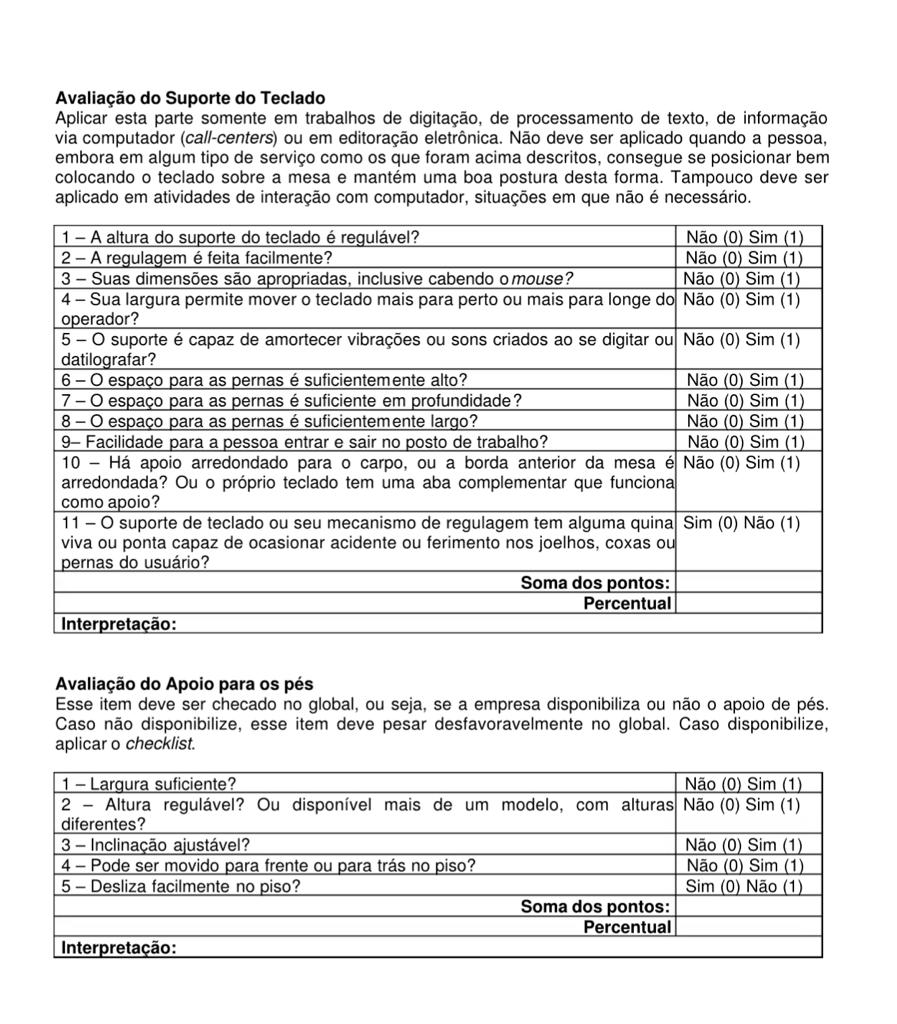 Avaliação do Suporte do Teclado
Aplicar esta parte somente em trabalhos de digitação, de processamento de texto, de informação
via computador (call-centers) ou em editoração eletrônica. Não deve ser aplicado quando a pessoa,
embora em algum tipo de serviço como os que foram acima descritos, consegue se posicionar bem
colocando o teclado sobre a mesa e mantém uma boa postura desta forma. Tampouco deve ser
aplicado em atividades de interação com computador, situações em que não é necessário.
1 – A altura do suporte do teclado é regulável? Não (0) Sim (1)
2 – A regulagem é feita facilmente? Não (0) Sim (1)
3 – Suas dimensões são apropriadas, inclusive cabendo o mouse? Não (0) Sim (1)
4 – Sua largura permite mover o teclado mais para perto ou mais para longe do Não (0) Sim (1)
operador?
5 – O suporte é capaz de amortecer vibrações ou sons criados ao se digitar ou Não (0) Sim (1)
datilografar?
6 – O espaço para as pernas é suficientemente alto? Não (0) Sim (1)
7 – O espaço para as pernas é suficiente em profundidade? Não (0) Sim (1)
8 – O espaço para as pernas é suficientemente largo? Não (0) Sim (1)
9– Facilidade para a pessoa entrar e sair no posto de trabalho? Não (0) Sim (1)
10 – Há apoio arredondado para o carpo, ou a borda anterior da mesa é Não (0) Sim (1)
arredondada? Ou o próprio teclado tem uma aba complementar que funciona
como apoio?
11 – O suporte de teclado ou seu mecanismo de regulagem tem alguma quina Sim (0) Não (1)
viva ou ponta capaz de ocasionar acidente ou ferimento nos joelhos, coxas ou
pernas do usuário?
Soma dos pontos:
Percentual
Interpretação:
Avaliação do Apoio para os pés
Esse item deve ser checado no global, ou seja, se a empresa disponibiliza ou não o apoio de pés.
Caso não disponibilize, esse item deve pesar desfavoravelmente no global. Caso disponibilize,
aplicar o checklist.
1 – Largura suficiente? Não (0) Sim (1)
2 – Altura regulável? Ou disponível mais de um modelo, com alturas Não (0) Sim (1)
diferentes?
3 – Inclinação ajustável? Não (0) Sim (1)
4 – Pode ser movido para frente ou para trás no piso? Não (0) Sim (1)
5 – Desliza facilmente no piso? Sim (0) Não (1)
Soma dos pontos:
Percentual
Interpretação: